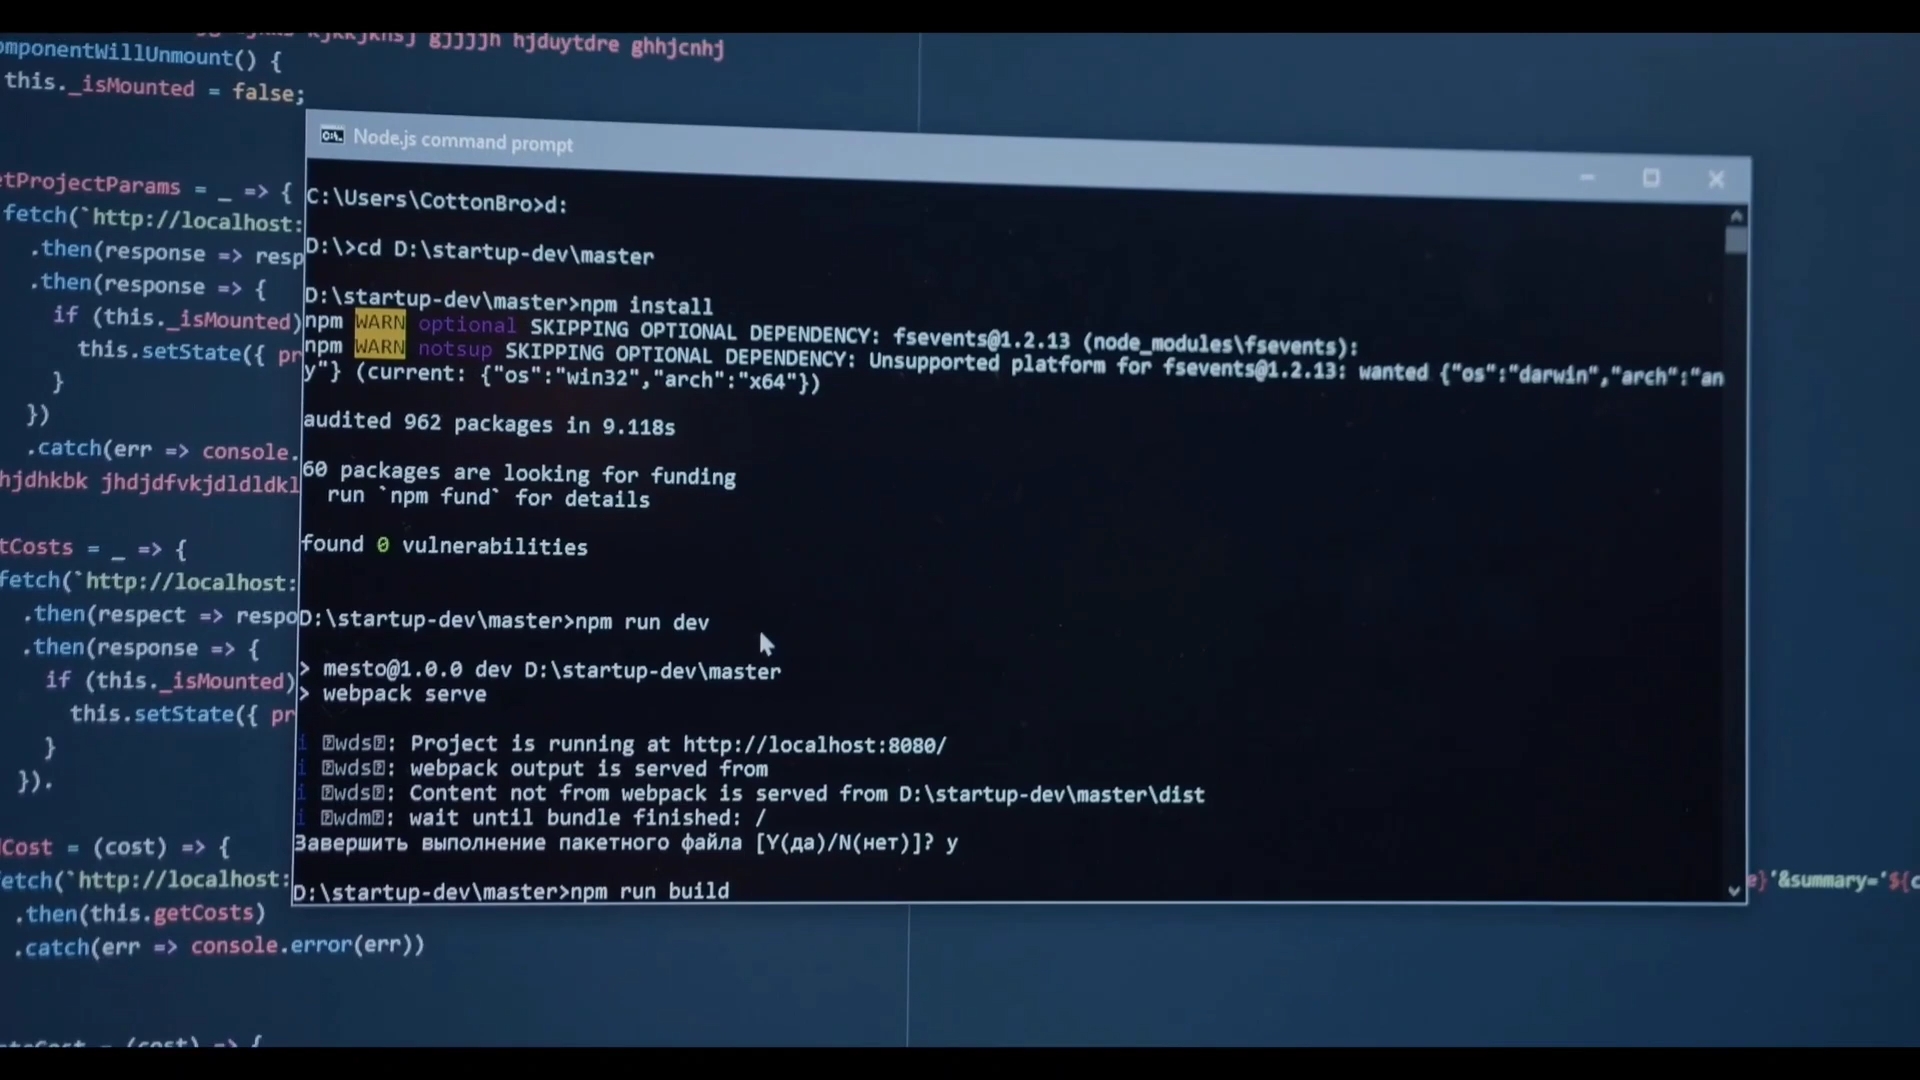 kjkkjkhsj gjjjjh hjduytdre ghhjcnhj
omponentWillUnmount() {
this._isMounted = false;
etProjectParams = _ => {
fetch(`http://localhost:
.then(response => resp
.then(response => {
if (this._isMounted)
this.setState({ pr
}
})
.catch(err => console.
hjdhkbk jhdjdfvkjdldldkl
tCosts = _ => {
fetch(`http://localhost:
.then(respect => respo
.then(response => {
if (this._isMounted)
this.setState({ pr
}
}).
dCost = (cost) => {
etch(`http://localhost:
.then(this.getCosts)
.catch(err => console.error(err))
(cost) => {
Node.js command prompt
C:\Users\CottonBro>d:
D:\>cd D:\startup-dev\master
D:\startup-dev\master>npm install
npm WARN optional SKIPPING OPTIONAL DEPENDENCY: fsevents@1.2.13 (node_modules\fsevents):
npm WARN notsup SKIPPING OPTIONAL DEPENDENCY: Unsupported platform for fsevents@1.2.13: wanted {"os":"darwin","arch":"an
y"} (current: {"os":"win32","arch":"x64"})
audited 962 packages in 9.118s
60 packages are looking for funding
run `npm fund` for details
found 0 vulnerabilities
D:\startup-dev\master>npm run dev
> mesto@1.0.0 dev D:\startup-dev\master
> webpack serve
i ⍰wds⍰: Project is running at http://localhost:8080/
i ⍰wds⍰: webpack output is served from
i ⍰wds⍰: Content not from webpack is served from D:\startup-dev\master\dist
i ⍰wdm⍰: wait until bundle finished: /
Завершить выполнение пакетного файла [Y(да)/N(нет)]? y
D:\startup-dev\master>npm run build
e}'&summary='${c